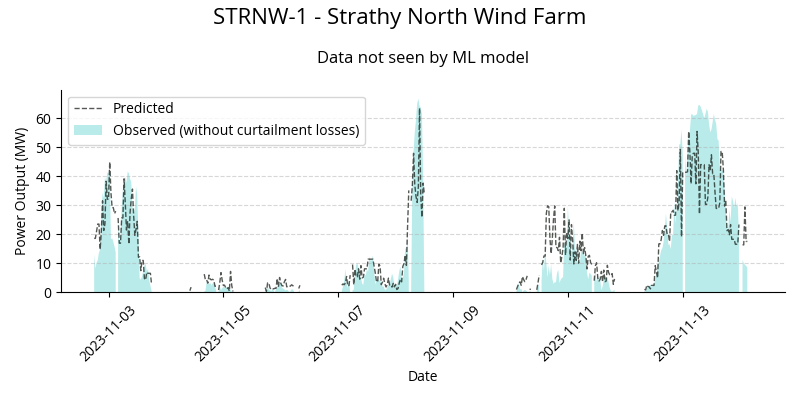 STRNW-1 - Strathy North Wind Farm
Data not seen by ML model
Power Output (MW)
60
50
40
30
20
10
0
Predicted
Observed (without curtailment losses)
2023-11-03
2023-11-05
2023-11-07
2023-11-09
2023-11-11
2023-11-13
Date